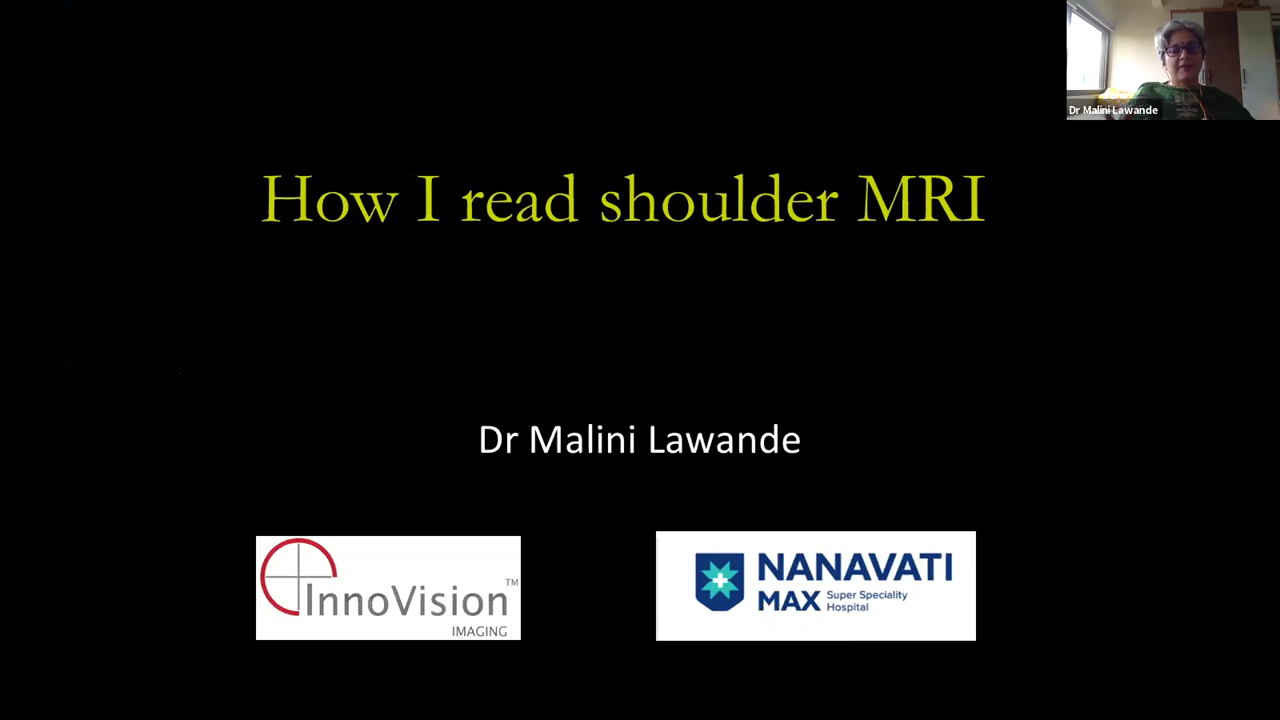 Dr Malini Lawande
How I read shoulder MRI
Dr Malini Lawande
InnoVision TM
IMAGING
NANAVATI
MAX Super Speciality
Hospital